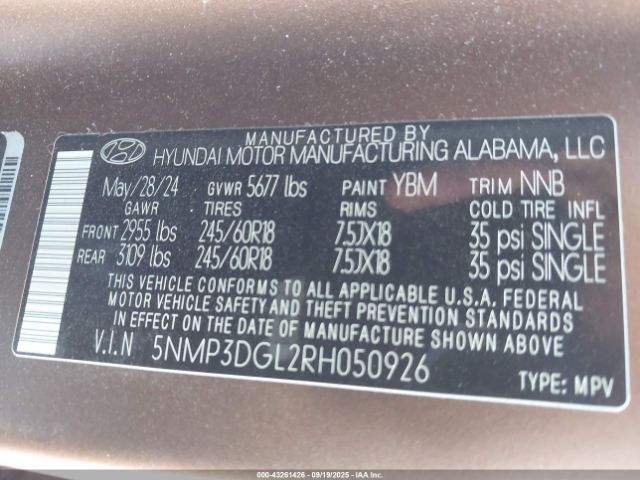 MANUFACTURED BY
HYUNDAI MOTOR MANUFACTURING ALABAMA, LLC
May/28/24 GVWR 5677 lbs PAINT YBM TRIM NNB
GAWR TIRES RIMS COLD TIRE INFL
FRONT 2955 lbs 245/60R18 7.5JX18 35 psi SINGLE
REAR 3109 lbs 245/60R18 7.5JX18 35 psi SINGLE
THIS VEHICLE CONFORMS TO ALL APPLICABLE U.S.A. FEDERAL
MOTOR VEHICLE SAFETY AND THEFT PREVENTION STANDARDS
IN EFFECT ON THE DATE OF MANUFACTURE SHOWN ABOVE.
V.I.N 5NMP3DGL2RH050926
TYPE: MPV
000-43261426 - 09/19/2025 - IAAI.COM